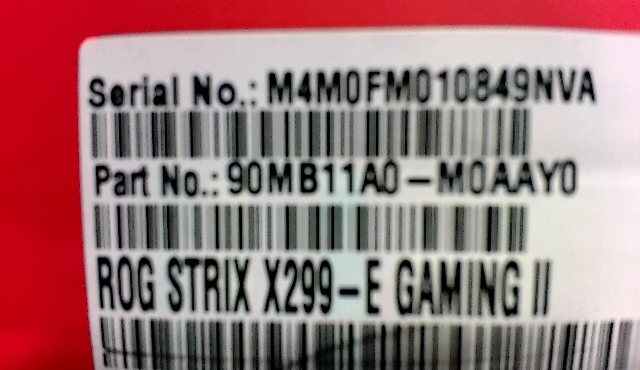 Serial No.: M4M0FM010849NVA
Part No.: 90MB11A0-M0AAY0
ROG STRIX X299-E GAMING II